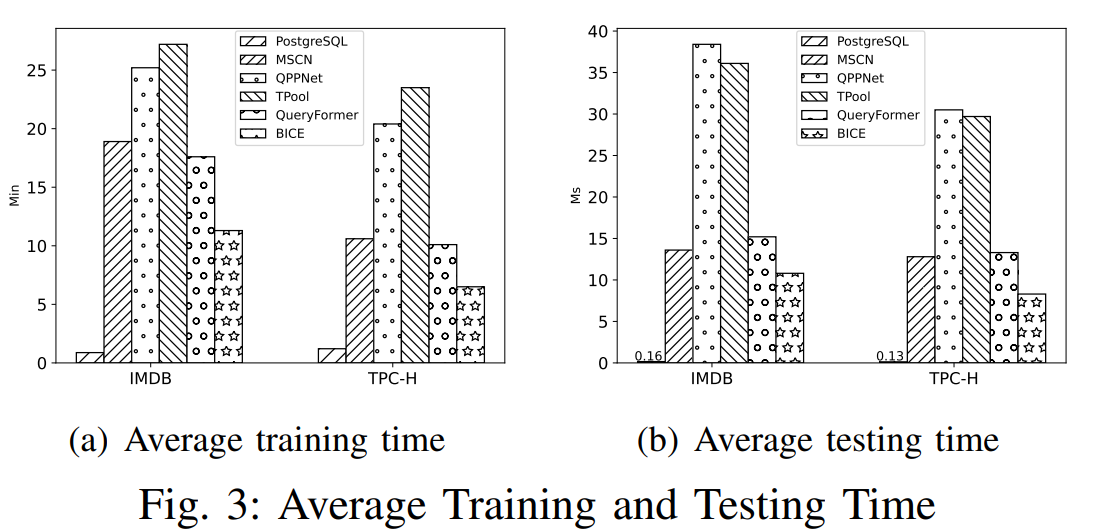 25
20
15
10
5
0
Min
PostgreSQL
MSCN
QPPNet
TPool
QueryFormer
BICE
IMDB
TPC-H
(a) Average training time
40
35
30
25
20
15
10
5
0
Ms
PostgreSQL
MSCN
QPPNet
TPool
QueryFormer
BICE
0.16
0.13
IMDB
TPC-H
(b) Average testing time
Fig. 3: Average Training and Testing Time